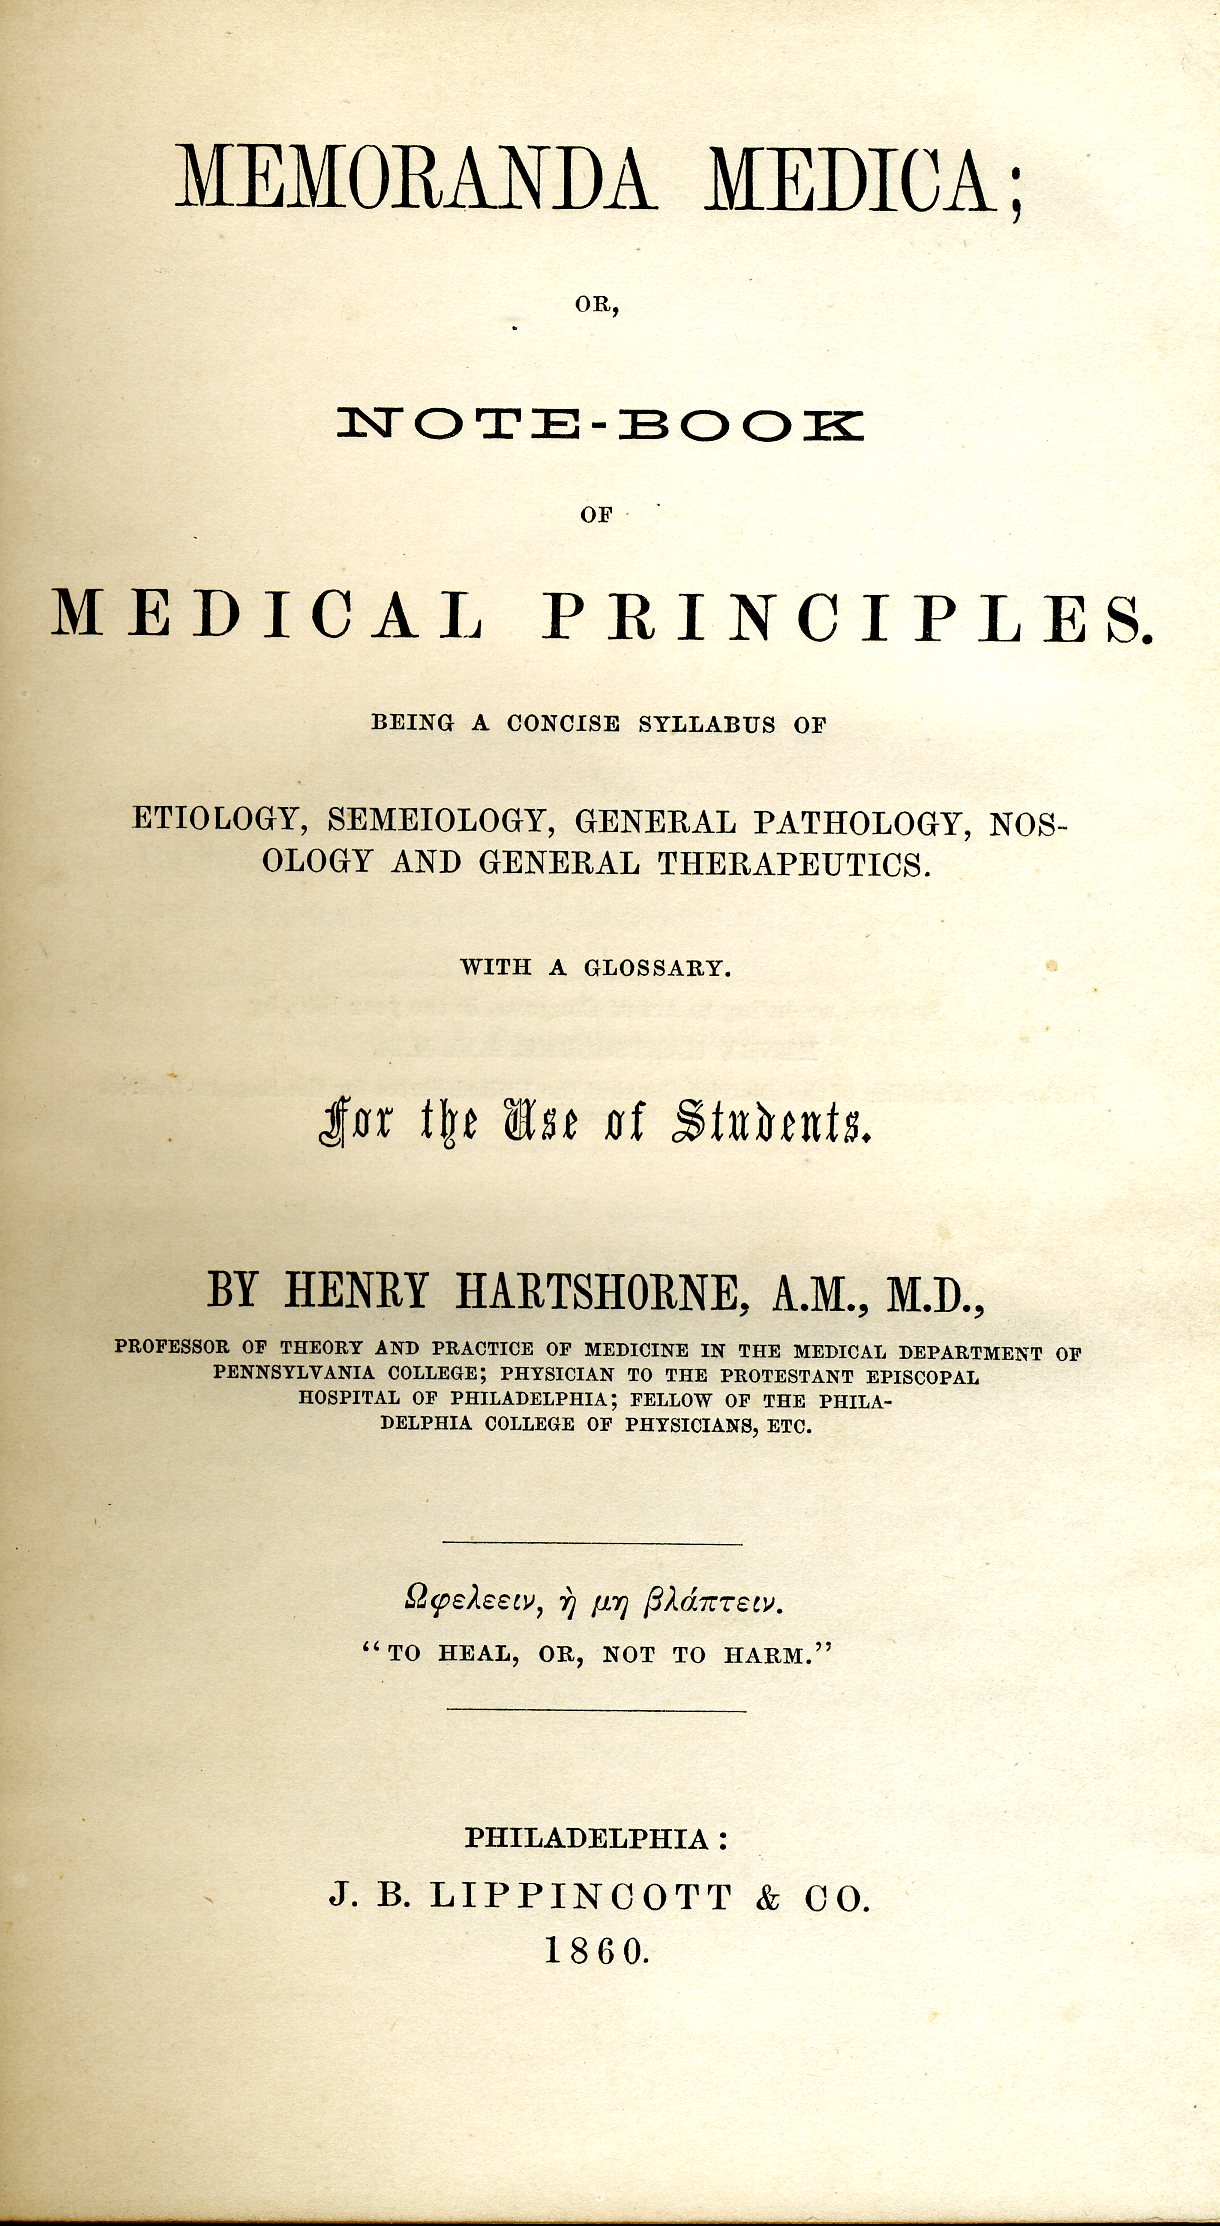 MEMORANDA MEDICA;
OR,
NOTE-BOOK
OF
MEDICAL PRINCIPLES.
BEING A CONCISE SYLLABUS OF
ETIOLOGY, SEMEIOLOGY, GENERAL PATHOLOGY, NOS-
OLOGY AND GENERAL THERAPEUTICS.
WITH A GLOSSARY.
For the Use of Students.
BY HENRY HARTSHORNE, A.M., M.D.,
PROFESSOR OF THEORY AND PRACTICE OF MEDICINE IN THE MEDICAL DEPARTMENT OF
PENNSYLVANIA COLLEGE; PHYSICIAN TO THE PROTESTANT EPISCOPAL
HOSPITAL OF PHILADELPHIA; FELLOW OF THE PHILA-
DELPHIA COLLEGE OF PHYSICIANS, ETC.
Ωφελεειν, ἢ μη βλάπτειν.
“TO HEAL, OR, NOT TO HARM.”
PHILADELPHIA:
J. B. LIPPINCOTT & CO.
1860.